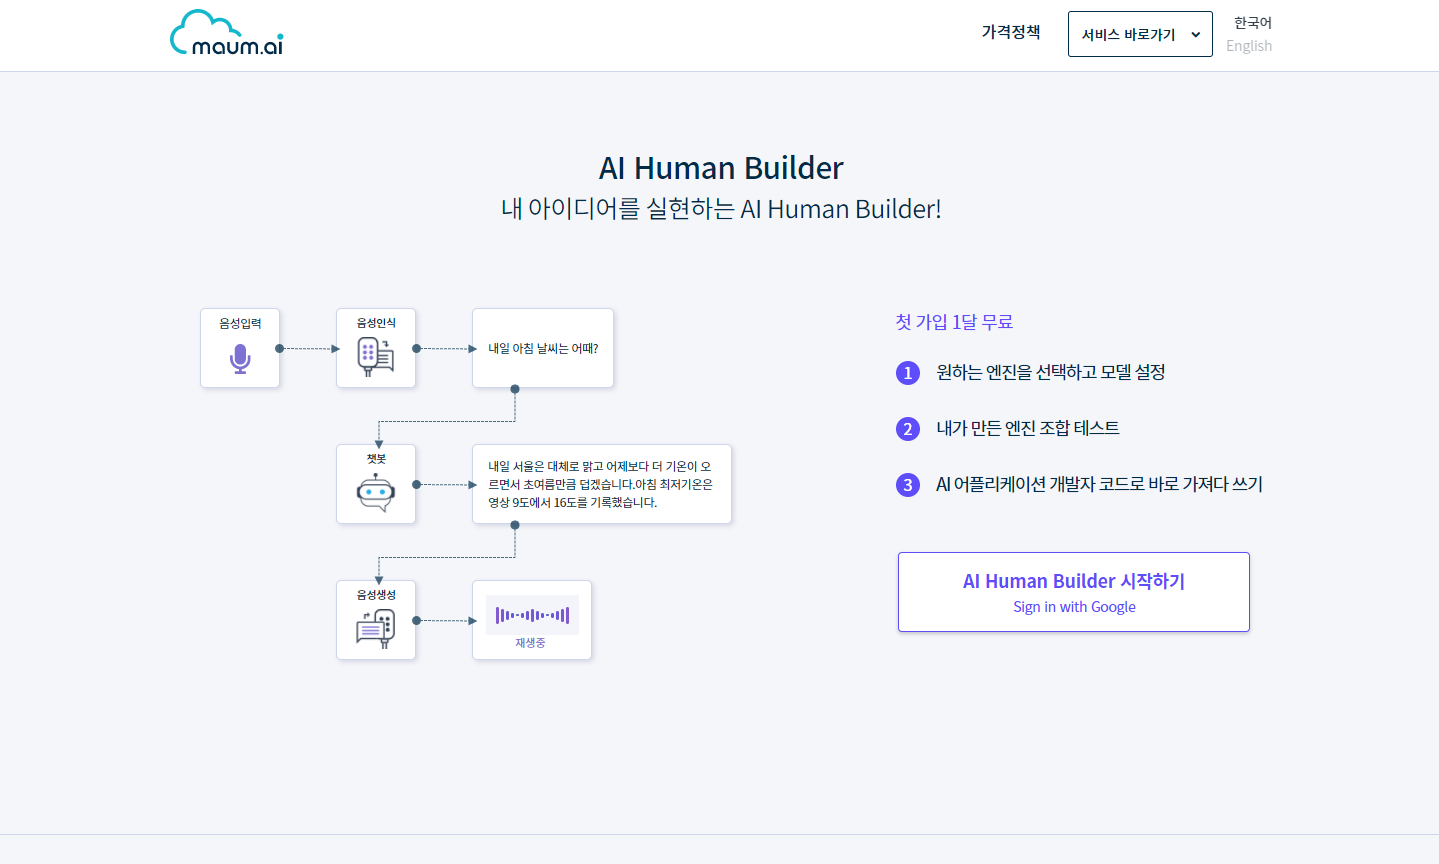 maum.ai
가격정책
서비스 바로가기
한국어
English
AI Human Builder
내 아이디어를 실현하는 AI Human Builder!
음성입력
음성인식
내일 아침 날씨는 어때?
챗봇
내일 서울은 대체로 맑고 어제보다 더 기온이 오
르면서 초여름만큼 덥겠습니다.아침 최저기온은
영상 9도에서 16도를 기록했습니다.
음성생성
재생중
첫 가입 1달 무료
1 원하는 엔진을 선택하고 모델 설정
2 내가 만든 엔진 조합 테스트
3 AI 어플리케이션 개발자 코드로 바로 가져다 쓰기
AI Human Builder 시작하기
Sign in with Google